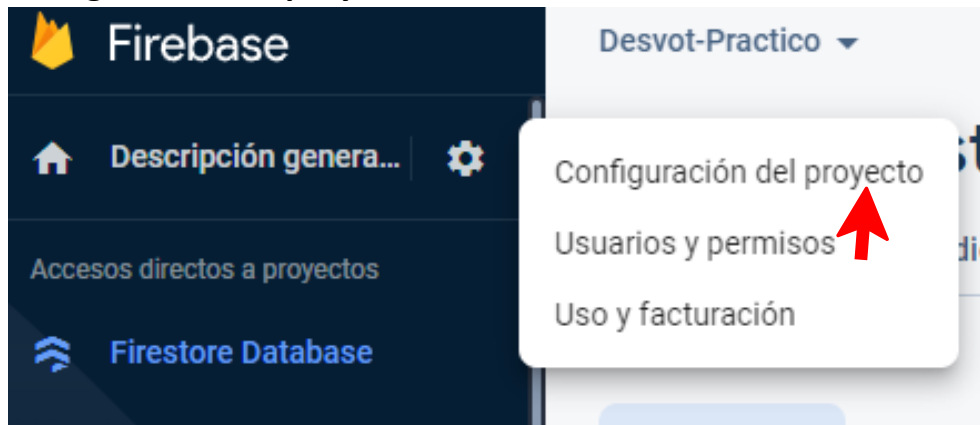 Firebase
Desvot-Practico
Descripción genera...
Configuración del proyecto
Usuarios y permisos
Uso y facturación
Accesos directos a proyectos
Firestore Database